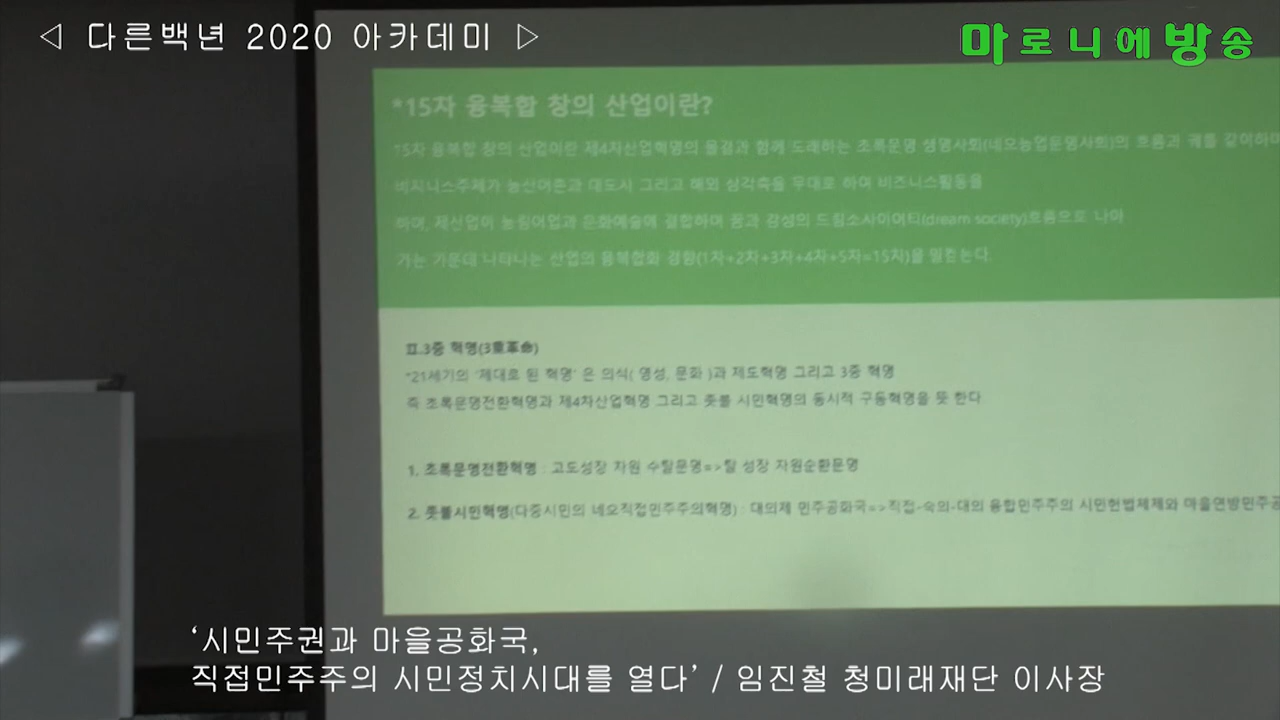 ◁ 다른백년 2020 아카데미 ▷
마로니에방송
*15차 융복합 창의 산업이란?
*5차 융복합 창의 산업이란 제4차산업혁명의 물결과 함께 도래하는 초록문명 생명사회(네오농업문명사회)의 흐름과 궤를 같이하며
비지니스주체가 농산어촌과 대도시 그리고 해외 삼각축을 무대로 하여 비즈니스활동을
하며, 제산업이 농림어업과 문화예술에 결합하며 꿈과 감성의 드림소사이어티(dream society)흐름으로 나아
가는 가운데 나타나는 산업의 융복합화 경향(1차+2차+3차+4차+5차=15차)을 일컫는다.
II.3중 혁명(3重革命)
*21세기의 '제대로 된 혁명' 은 의식( 영성, 문화 )과 제도혁명 그리고 3중 혁명
즉 초록문명전환혁명과 제4차산업혁명 그리고 촛불 시민혁명의 동시적 구동혁명을 뜻 한다
1. 초록문명전환혁명 : 고도성장 자원 수탈문명=>탈 성장 자원순환문명
2. 촛불시민혁명(다중시민의 네오직접민주주의혁명) : 대의제 민주공화국=>직접-숙의-대의 융합민주주의 시민헌법체제와 마을연방민주공
‘시민주권과 마을공화국,
직접민주주의 시민정치시대를 열다’ / 임진철 청미래재단 이사장